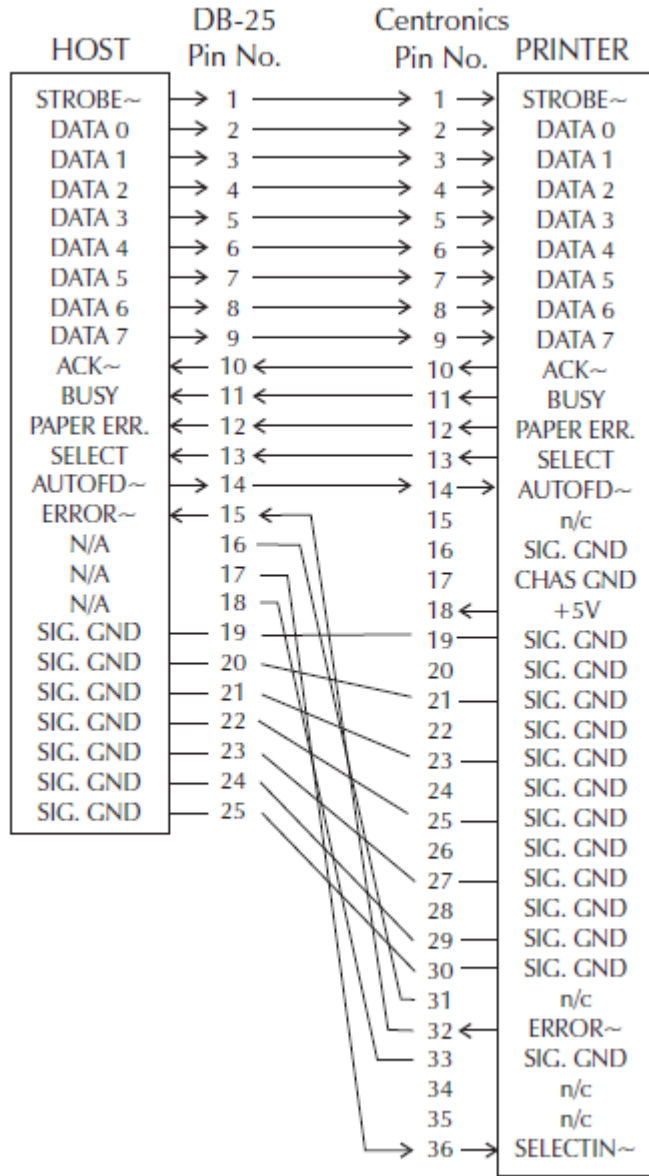 DB-25 Centronics
HOST Pin No. Pin No. PRINTER
STROBE~ 1 1 STROBE~
DATA 0 2 2 DATA 0
DATA 1 3 3 DATA 1
DATA 2 4 4 DATA 2
DATA 3 5 5 DATA 3
DATA 4 6 6 DATA 4
DATA 5 7 7 DATA 5
DATA 6 8 8 DATA 6
DATA 7 9 9 DATA 7
ACK~ 10 10 ACK~
BUSY 11 11 BUSY
PAPER ERR. 12 12 PAPER ERR.
SELECT 13 13 SELECT
AUTOFD~ 14 14 AUTOFD~
ERROR~ 15 15 n/c
N/A 16 16 SIG. GND
N/A 17 17 CHAS GND
N/A 18 18 +5V
SIG. GND 19 19 SIG. GND
SIG. GND 20 20 SIG. GND
SIG. GND 21 21 SIG. GND
SIG. GND 22 22 SIG. GND
SIG. GND 23 23 SIG. GND
SIG. GND 24 24 SIG. GND
SIG. GND 25 25 SIG. GND
26 SIG. GND
27 SIG. GND
28 SIG. GND
29 SIG. GND
30 SIG. GND
31 n/c
32 ERROR~
33 SIG. GND
34 n/c
35 n/c
36 SELECTIN~